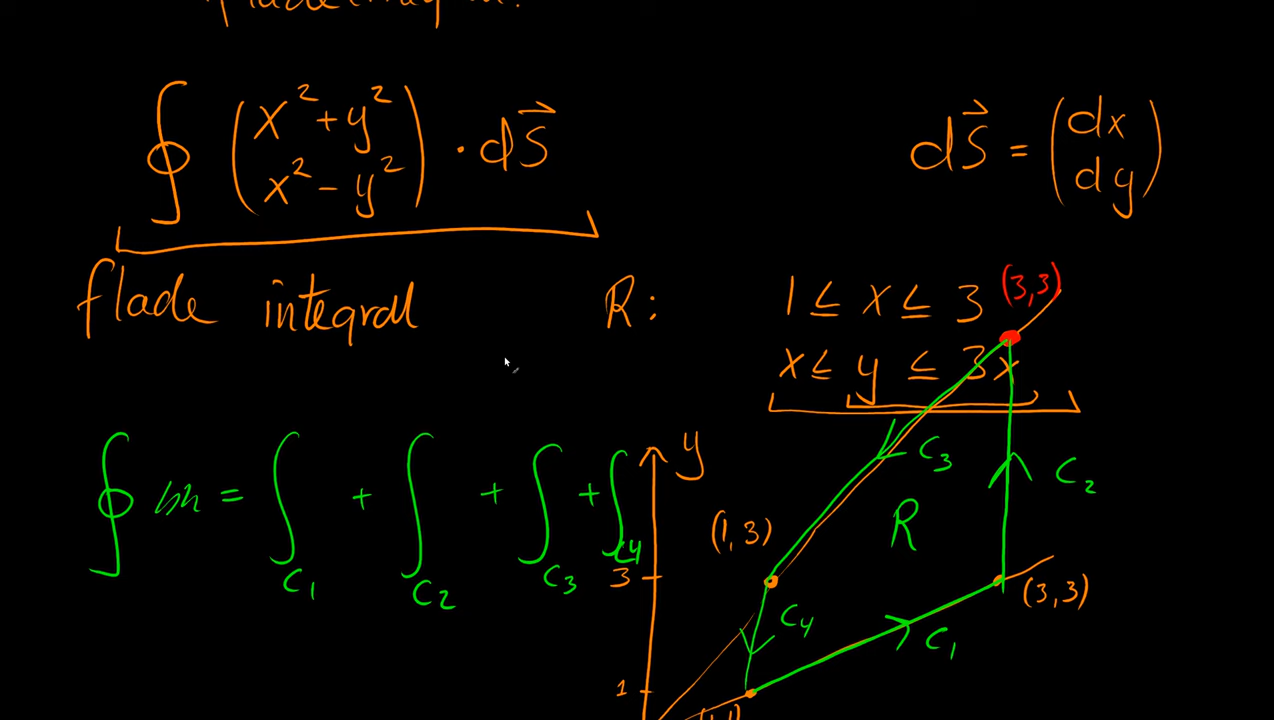 ∮ (x²+y² x²−y²) · dS⃗
dS⃗ = (dx dy)
flade integral
R:
1 ≤ x ≤ 3
(3,3)
x ≤ y ≤ 3x
∮ = ∫C₁ + ∫C₂ + ∫C₃ + ∫C₄
y
C₃
C₂
R
(1,3)
3
(3,3)
C₄
C₁
1